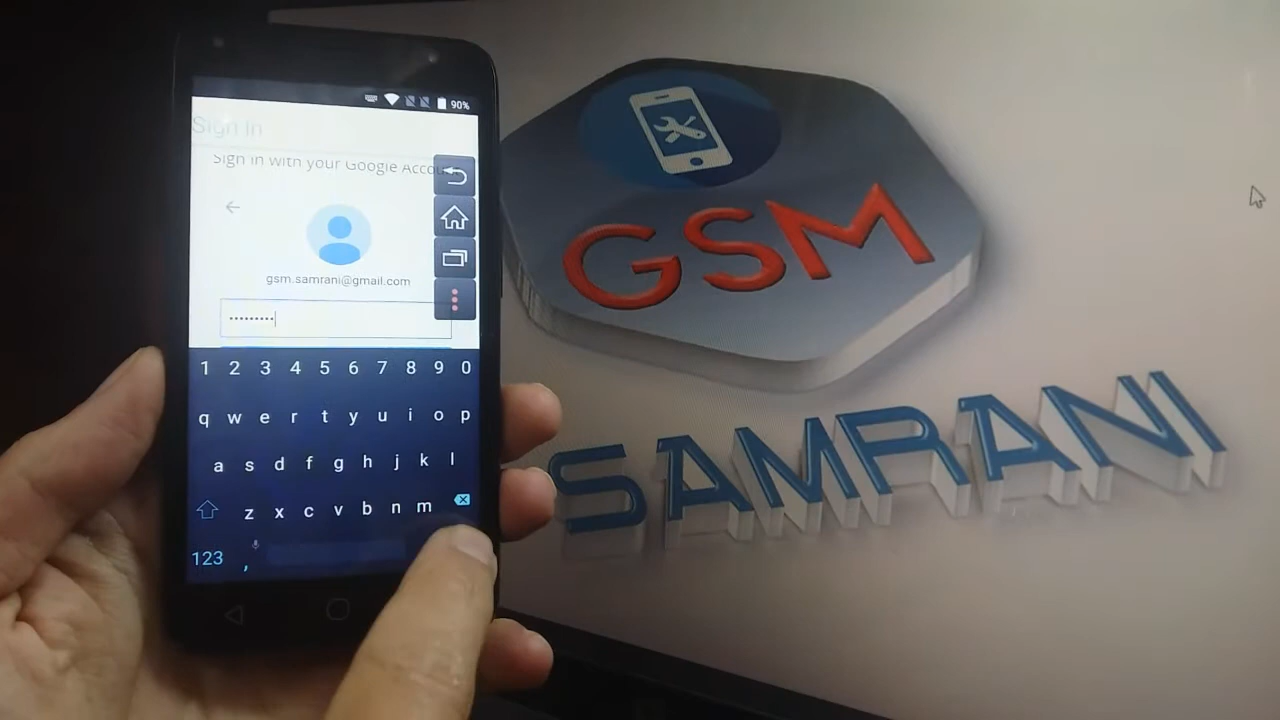 90%
Sign In
Sign in with your Google Accou
gsm.samrani@gmail.com
•••••••••
1 2 3 4 5 6 7 8 9 0
q w e r t y u i o p
a s d f g h j k l
z x c v b n m
123 ,
GSM
SAMRANI